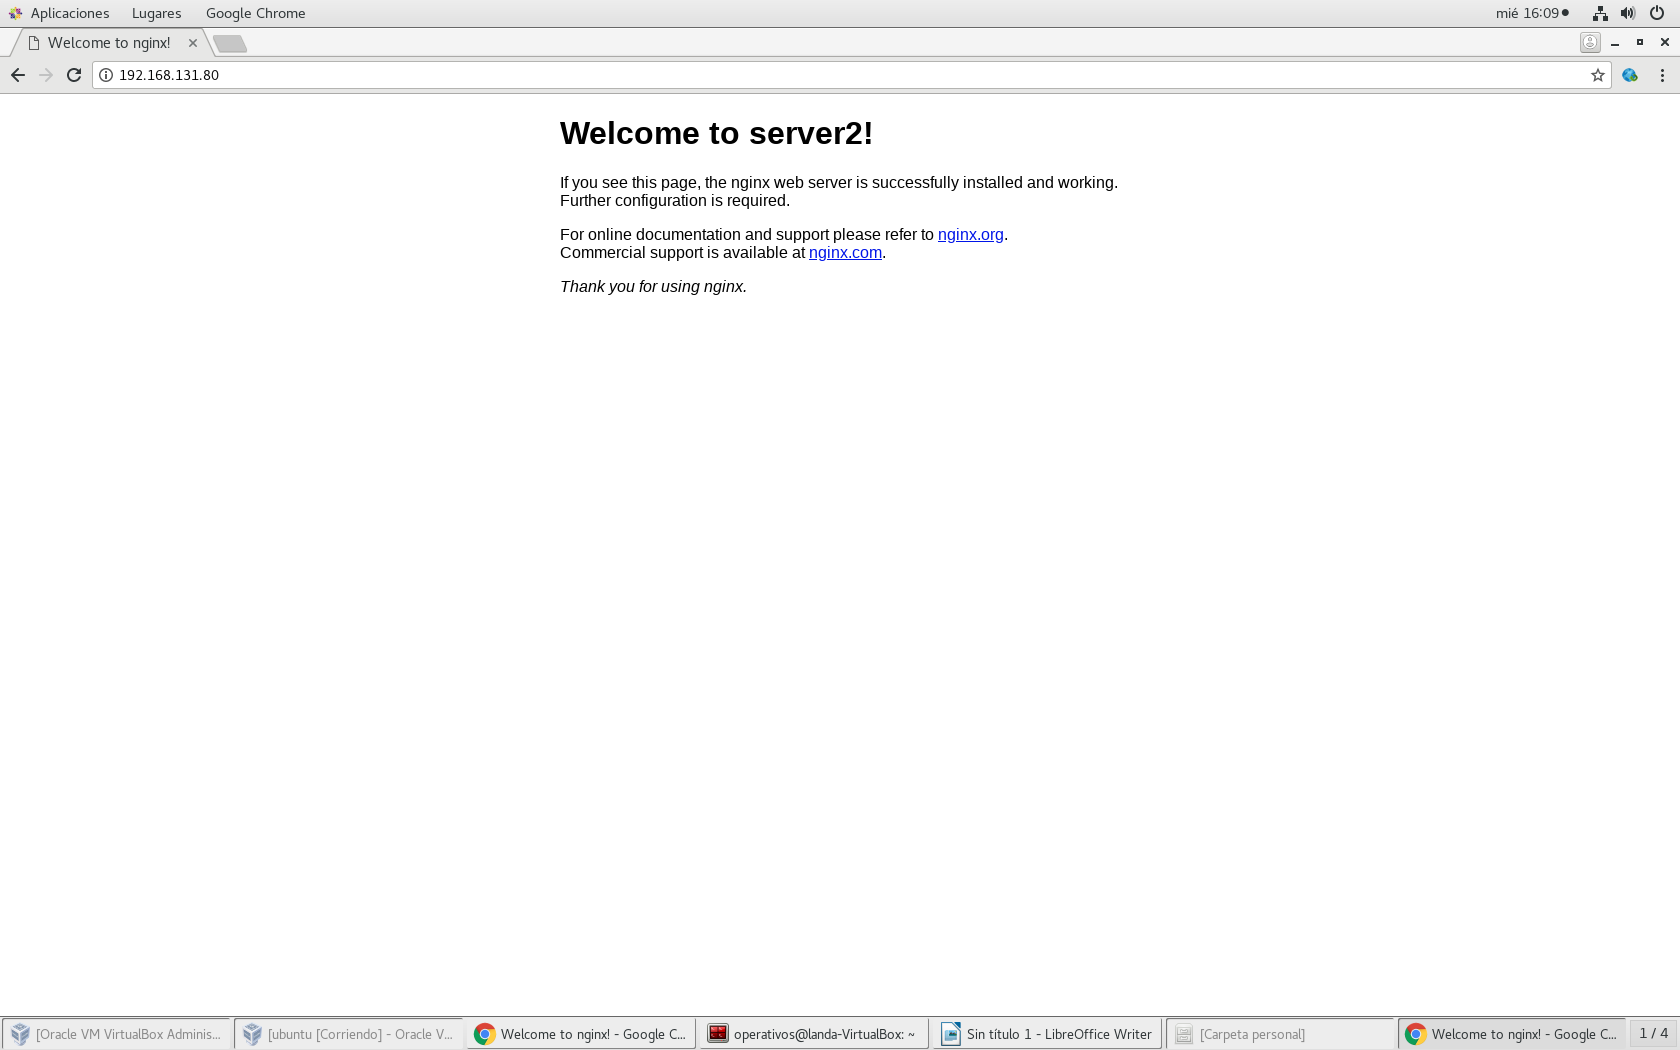 Aplicaciones Lugares Google Chrome mié 16:09
Welcome to nginx!
192.168.131.80
Welcome to server2!
If you see this page, the nginx web server is successfully installed and working.
Further configuration is required.
For online documentation and support please refer to nginx.org.
Commercial support is available at nginx.com.
Thank you for using nginx.
[Oracle VM VirtualBox Adminis... [ubuntu [Corriendo] - Oracle V... Welcome to nginx! - Google C... operativos@landa-VirtualBox: ~ Sin título 1 - LibreOffice Writer [Carpeta personal] Welcome to nginx! - Google C... 1 / 4